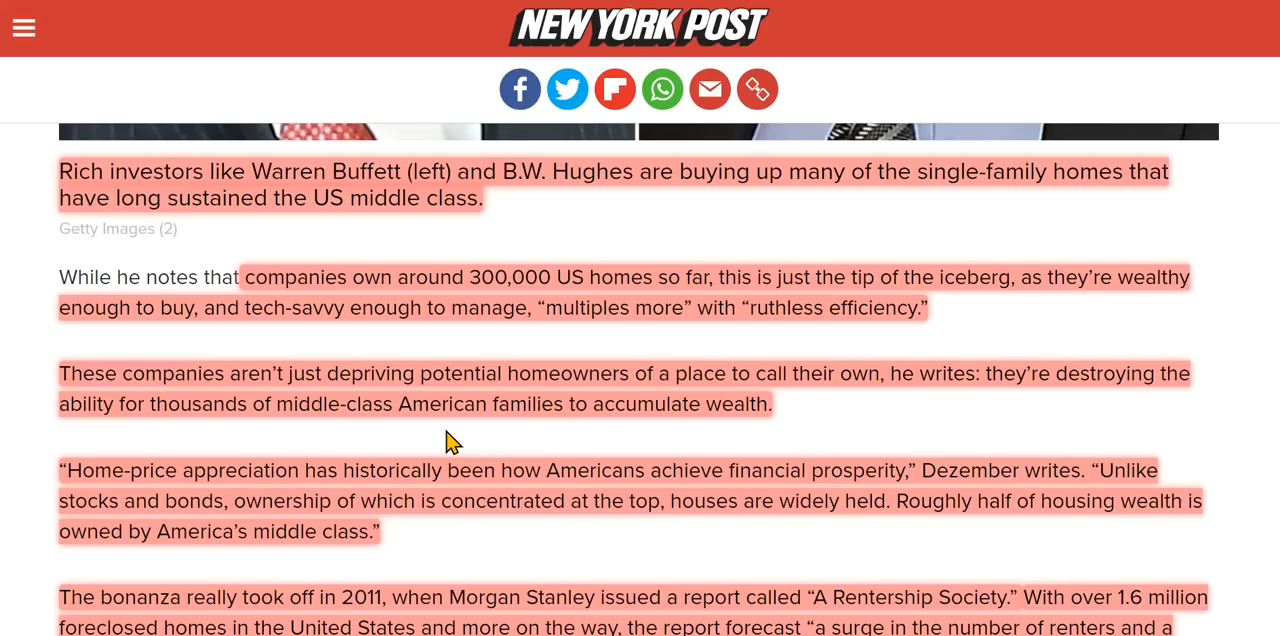 NEW YORK POST
Rich investors like Warren Buffett (left) and B.W. Hughes are buying up many of the single-family homes that
have long sustained the US middle class.
Getty Images (2)
While he notes that companies own around 300,000 US homes so far, this is just the tip of the iceberg, as they’re wealthy
enough to buy, and tech-savvy enough to manage, “multiples more” with “ruthless efficiency.”
These companies aren’t just depriving potential homeowners of a place to call their own, he writes: they’re destroying the
ability for thousands of middle-class American families to accumulate wealth.
“Home-price appreciation has historically been how Americans achieve financial prosperity,” Dezember writes. “Unlike
stocks and bonds, ownership of which is concentrated at the top, houses are widely held. Roughly half of housing wealth is
owned by America’s middle class.”
The bonanza really took off in 2011, when Morgan Stanley issued a report called “A Rentership Society.” With over 1.6 million
foreclosed homes in the United States and more on the way, the report forecast “a surge in the number of renters and a